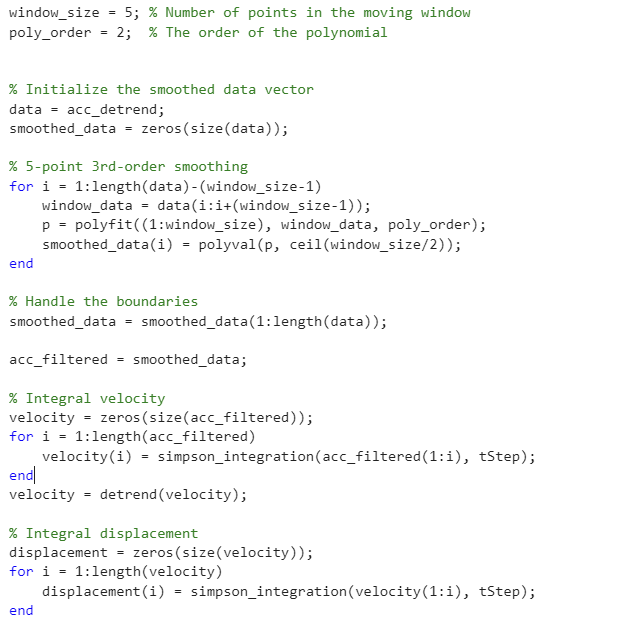 window_size = 5; % Number of points in the moving window
poly_order = 2;  % The order of the polynomial
% Initialize the smoothed data vector
data = acc_detrend;
smoothed_data = zeros(size(data));
% 5-point 3rd-order smoothing
for i = 1:length(data)-(window_size-1)
    window_data = data(i:i+(window_size-1));
    p = polyfit((1:window_size), window_data, poly_order);
    smoothed_data(i) = polyval(p, ceil(window_size/2));
end
% Handle the boundaries
smoothed_data = smoothed_data(1:length(data));
acc_filtered = smoothed_data;
% Integral velocity
velocity = zeros(size(acc_filtered));
for i = 1:length(acc_filtered)
    velocity(i) = simpson_integration(acc_filtered(1:i), tStep);
end
velocity = detrend(velocity);
% Integral displacement
displacement = zeros(size(velocity));
for i = 1:length(velocity)
    displacement(i) = simpson_integration(velocity(1:i), tStep);
end